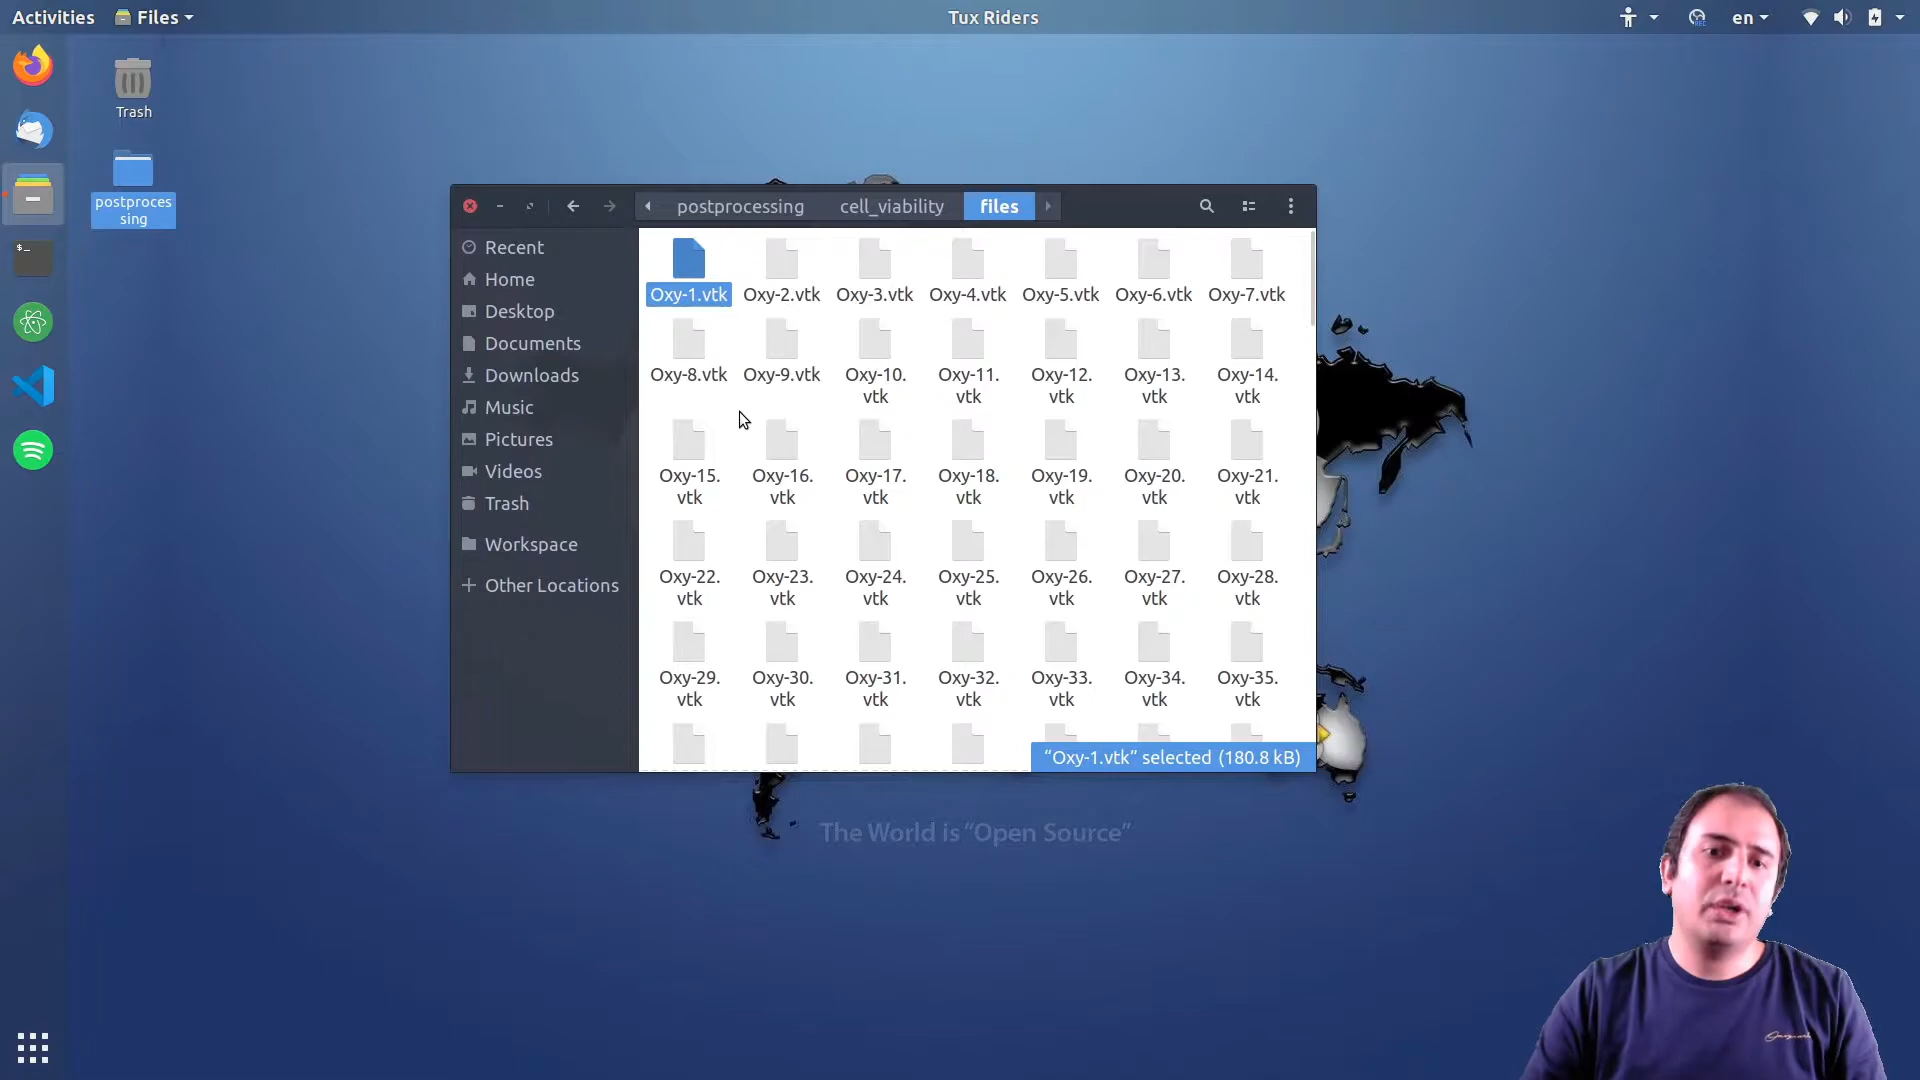 Activities Files Tux Riders en
Trash
postproces
sing
postprocessing cell_viability files
Recent
Home
Desktop
Documents
Downloads
Music
Pictures
Videos
Trash
Workspace
Other Locations
Oxy-1.vtk Oxy-2.vtk Oxy-3.vtk Oxy-4.vtk Oxy-5.vtk Oxy-6.vtk Oxy-7.vtk
Oxy-8.vtk Oxy-9.vtk Oxy-10. Oxy-11. Oxy-12. Oxy-13. Oxy-14.
vtk vtk vtk vtk vtk
Oxy-15. Oxy-16. Oxy-17. Oxy-18. Oxy-19. Oxy-20. Oxy-21.
vtk vtk vtk vtk vtk vtk vtk
Oxy-22. Oxy-23. Oxy-24. Oxy-25. Oxy-26. Oxy-27. Oxy-28.
vtk vtk vtk vtk vtk vtk vtk
Oxy-29. Oxy-30. Oxy-31. Oxy-32. Oxy-33. Oxy-34. Oxy-35.
vtk vtk vtk vtk vtk vtk vtk
“Oxy-1.vtk” selected (180.8 kB)
The World is “Open Source”